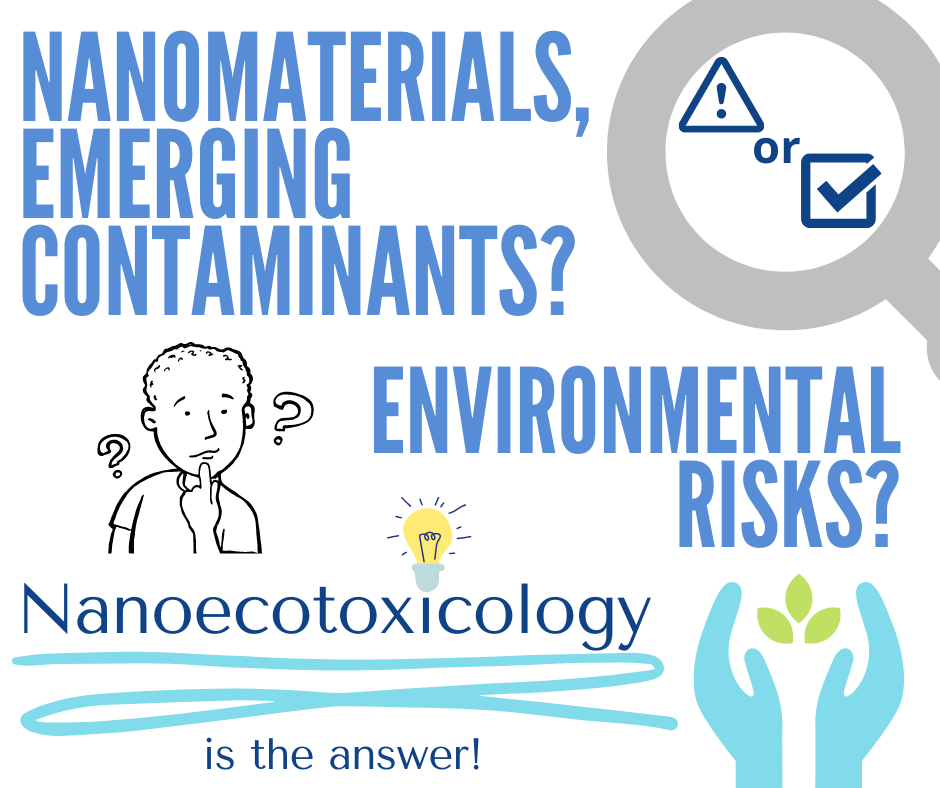 NANOMATERIALS,
EMERGING
CONTAMINANTS?
!
or
?
?
ENVIRONMENTAL
RISKS?
Nanoecotoxicology
is the answer!